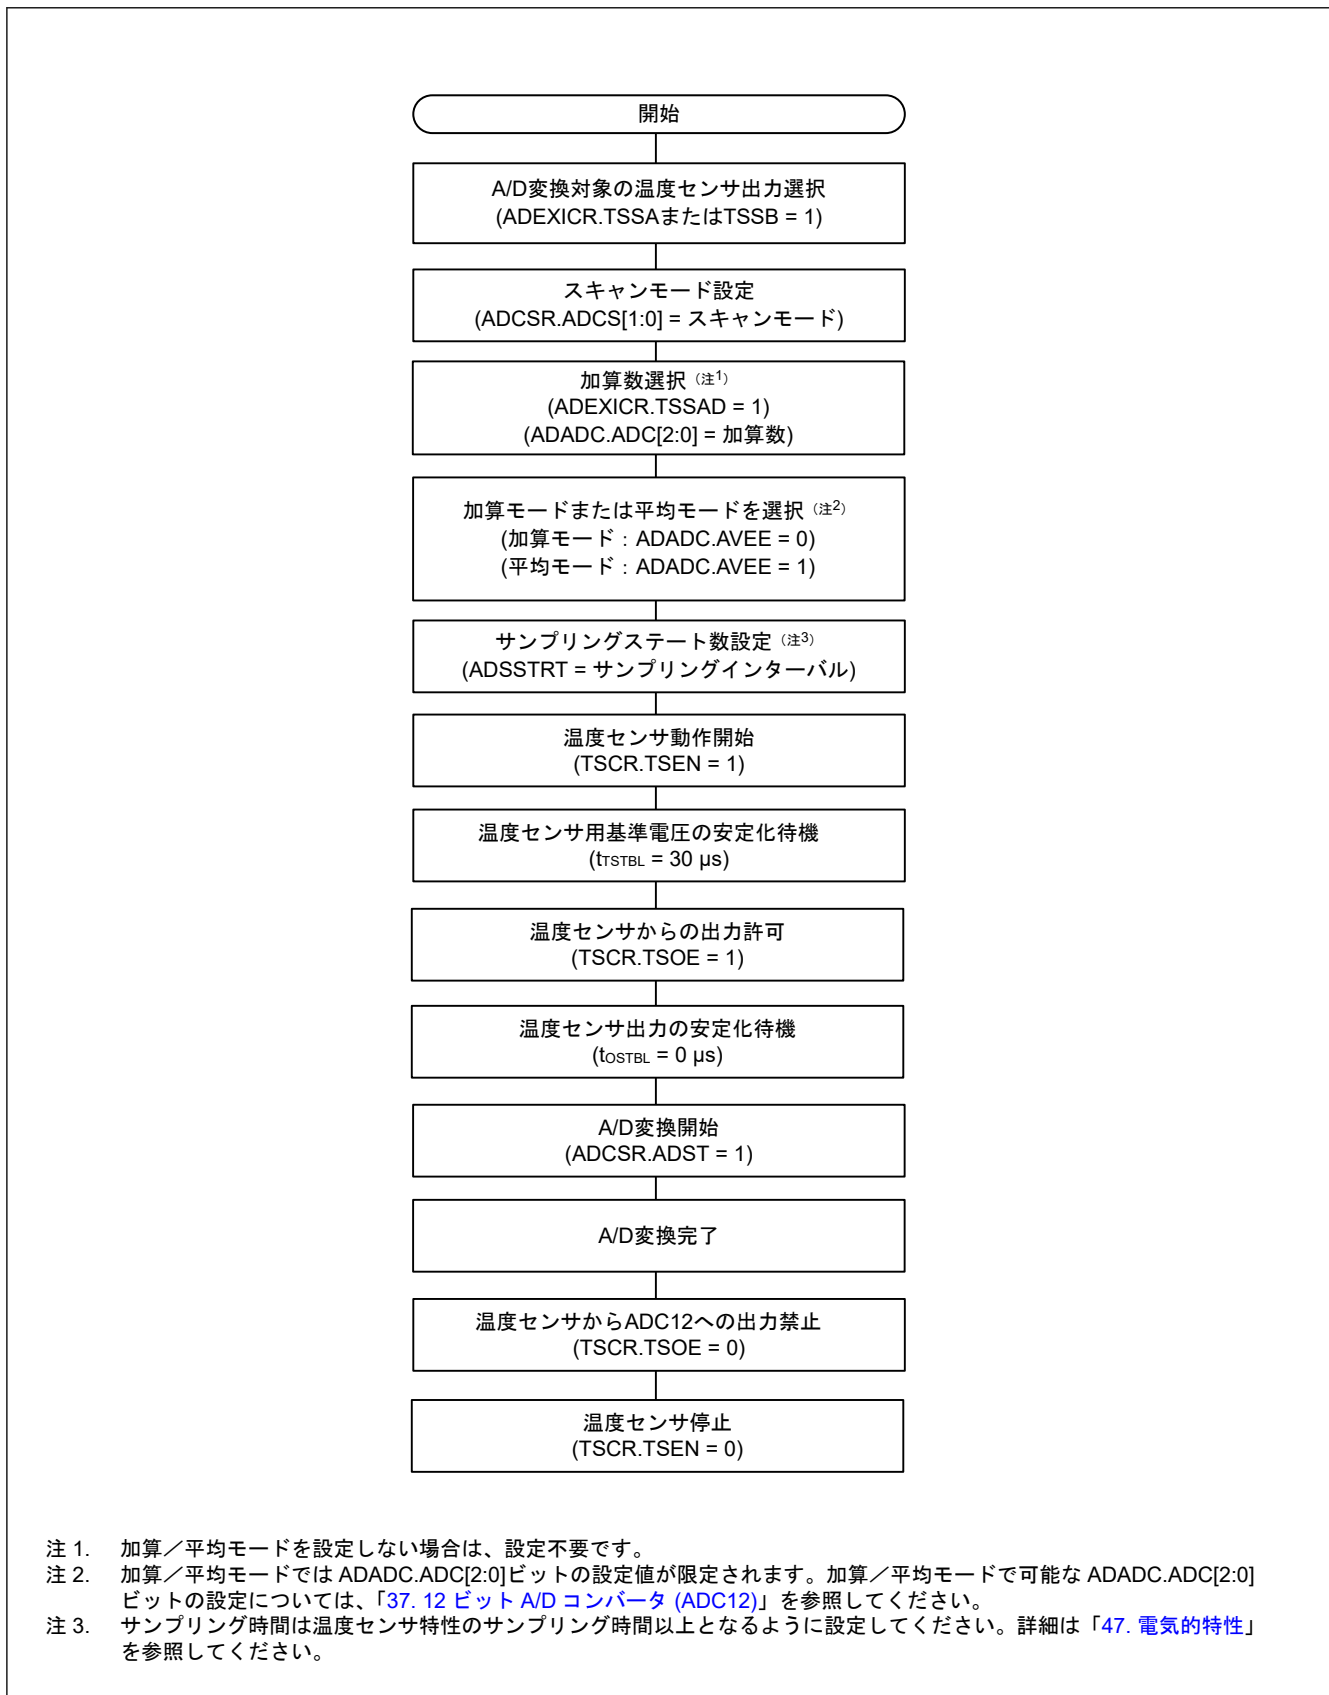 開始
A/D変換対象の温度センサ出力選択
(ADEXICR.TSSAまたはTSSB = 1)
スキャンモード設定
(ADCSR.ADCS[1:0] = スキャンモード)
加算数選択（注1）
(ADEXICR.TSSAD = 1)
(ADADC.ADC[2:0] = 加算数)
加算モードまたは平均モードを選択（注2）
(加算モード：ADADC.AVEE = 0)
(平均モード：ADADC.AVEE = 1)
サンプリングステート数設定（注3）
(ADSSTRT = サンプリングインターバル)
温度センサ動作開始
(TSCR.TSEN = 1)
温度センサ用基準電圧の安定化待機
(tTSTBL = 30 µs)
温度センサからの出力許可
(TSCR.TSOE = 1)
温度センサ出力の安定化待機
(tOSTBL = 0 µs)
A/D変換開始
(ADCSR.ADST = 1)
A/D変換完了
温度センサからADC12への出力禁止
(TSCR.TSOE = 0)
温度センサ停止
(TSCR.TSEN = 0)
注 1. 加算／平均モードを設定しない場合は、設定不要です。
注 2. 加算／平均モードでは ADADC.ADC[2:0]ビットの設定値が限定されます。加算／平均モードで可能な ADADC.ADC[2:0]
ビットの設定については、「37. 12 ビット A/D コンバータ (ADC12)」を参照してください。
注 3. サンプリング時間は温度センサ特性のサンプリング時間以上となるように設定してください。詳細は「47. 電気的特性」
を参照してください。